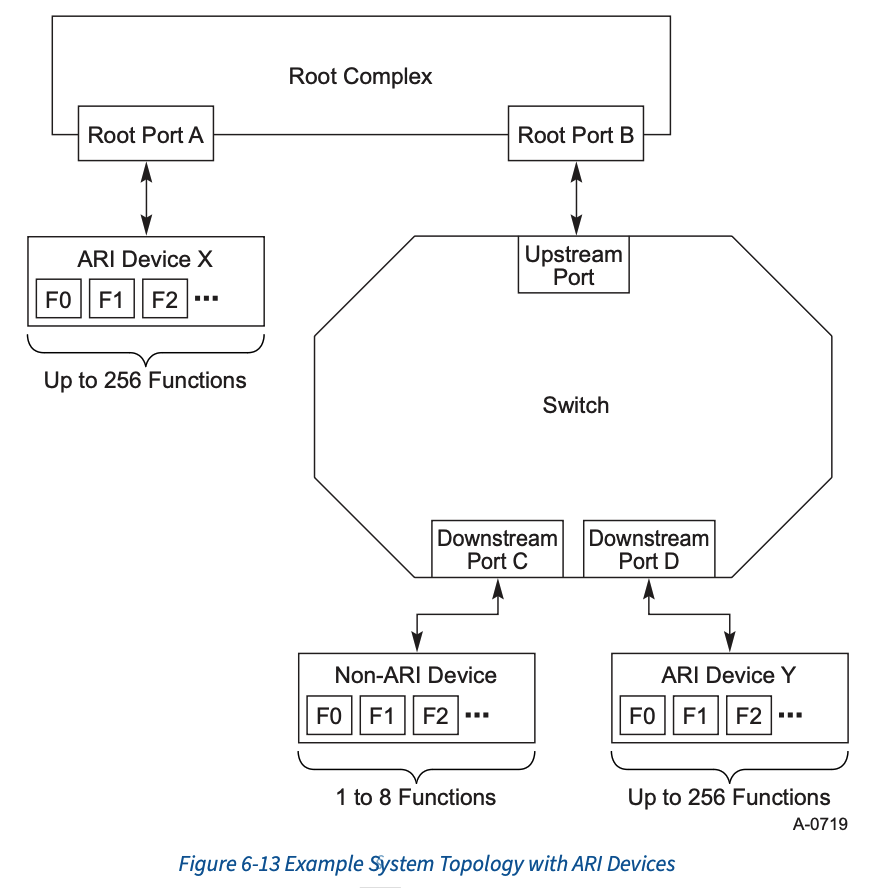 Root Complex
Root Port A
Root Port B
ARI Device X
F0 F1 F2 ...
Up to 256 Functions
Upstream
Port
Switch
Downstream
Port C
Downstream
Port D
Non-ARI Device
F0 F1 F2 ...
1 to 8 Functions
ARI Device Y
F0 F1 F2 ...
Up to 256 Functions
A-0719
Figure 6-13 Example System Topology with ARI Devices